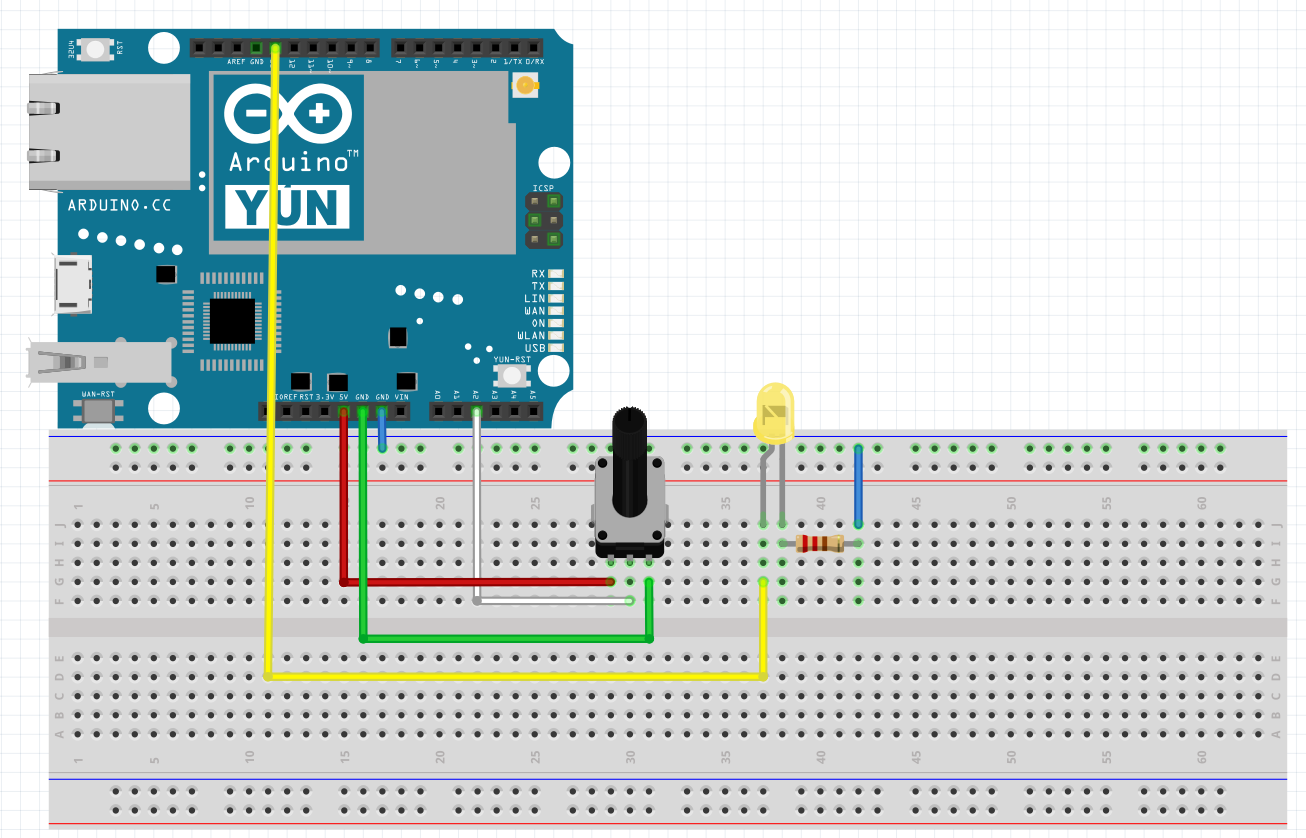 32U4
RST
AREF GND 12 ~11 ~10 ~9 8 7 ~6 ~5 4 ~3 2 1/TX 0/RX
Arduino™
YÚN
ARDUINO.CC
ICSP
RX
TX
LIN
WAN
ON
WLAN
USB
YUN-RST
WAN-RST
IOREF RST 3.3V 5V GND GND VIN A0 A1 A2 A3 A4 A5
1 5 10 20 25 35 40 45 50 55 60
J J
I I
H H
G G
F F
E E
D D
C C
B B
A A
1 5 10 15 20 25 30 35 40 45 50 55 60